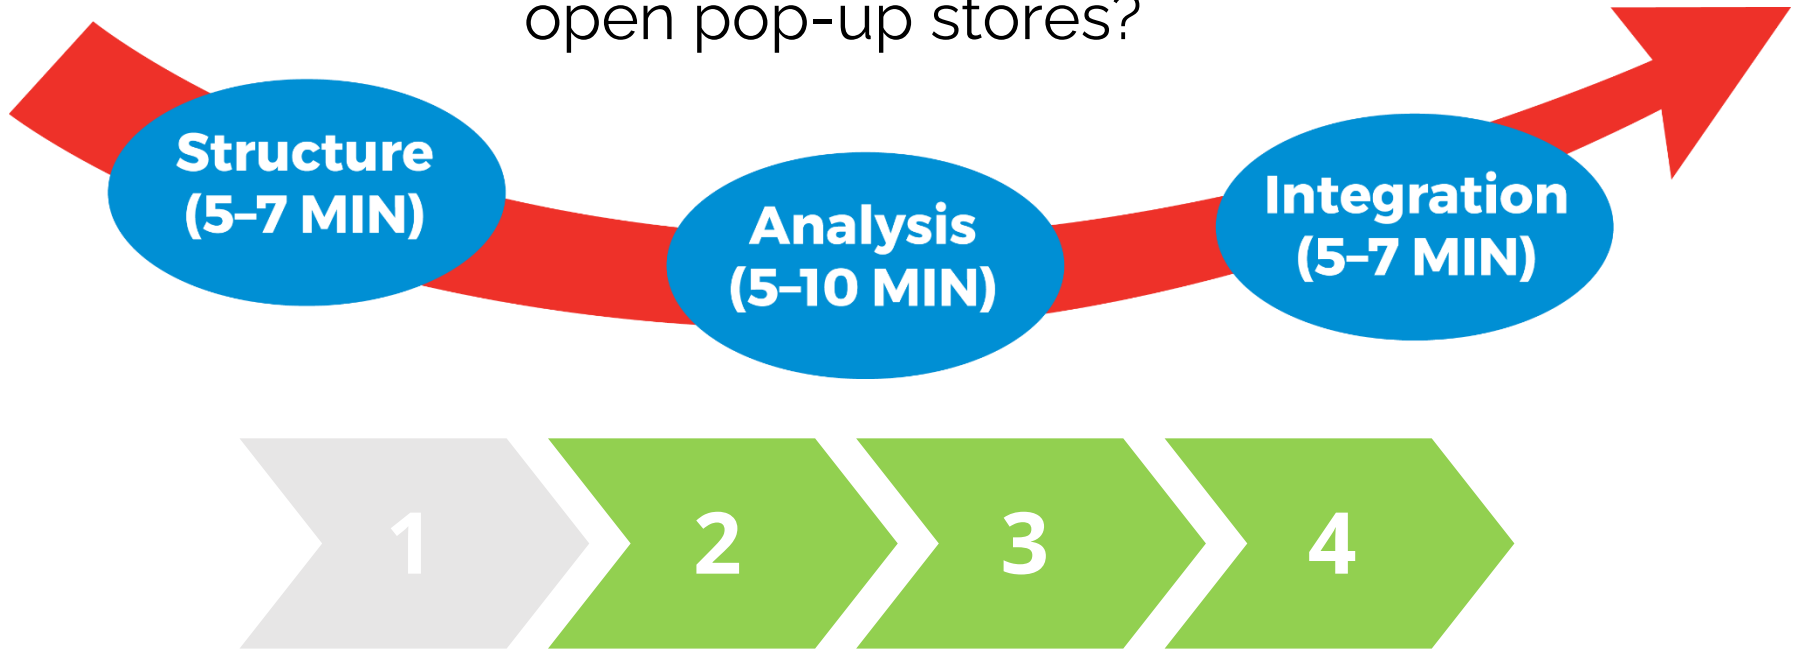 open pop-up stores?
Structure
(5–7 MIN)
Analysis
(5–10 MIN)
Integration
(5–7 MIN)
1
2
3
4